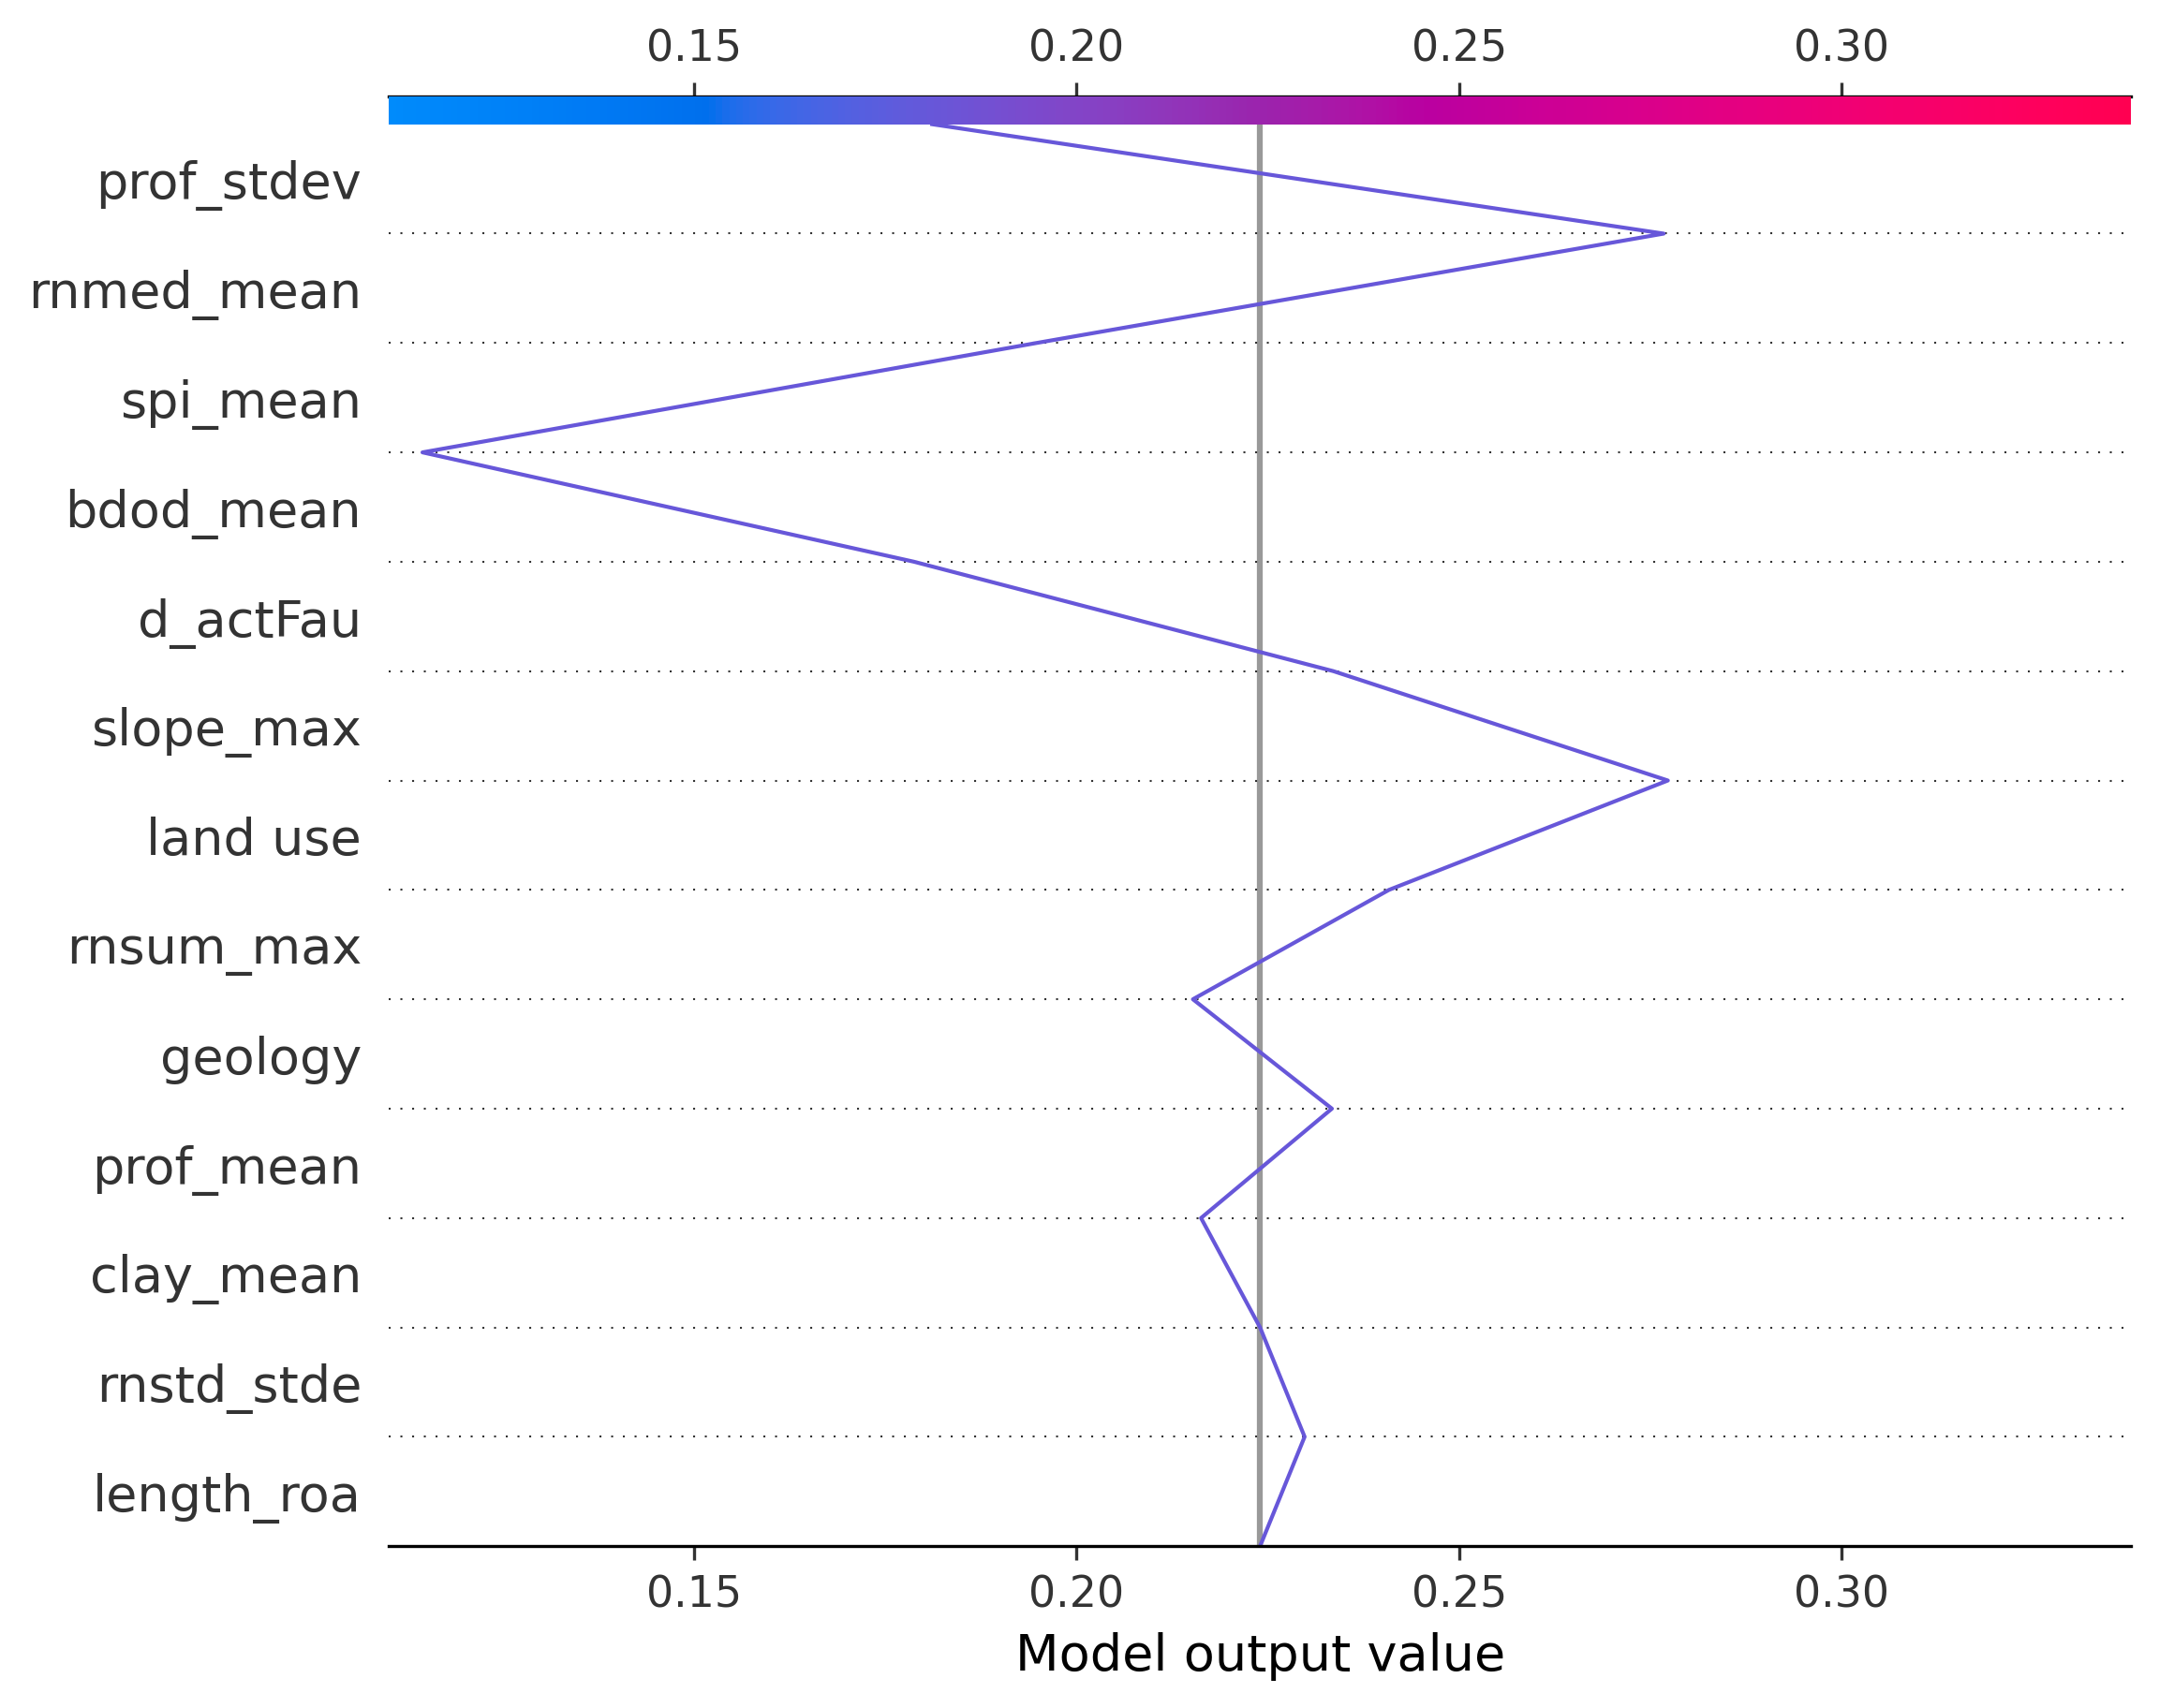 0.15 0.20 0.25 0.30
prof_stdev
rnmed_mean
spi_mean
bdod_mean
d_actFau
slope_max
land use
rnsum_max
geology
prof_mean
clay_mean
rnstd_stde
length_roa
0.15 0.20 0.25 0.30
Model output value